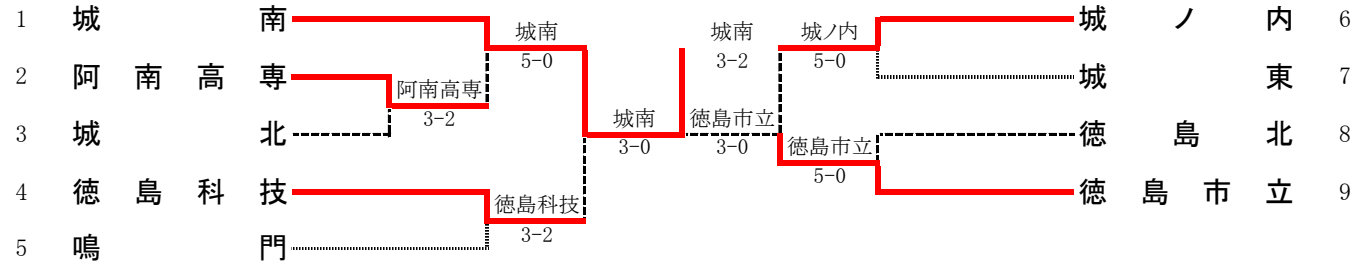 1 城南
城南
5-0
2 阿南高専
阿南高専
3-2
3 城北
城南
3-0
4 徳島科技
徳島科技
3-2
5 鳴門
城南
3-2
城ノ内
5-0
城ノ内 6
城東 7
徳島市立
3-0
徳島市立
5-0
徳島北 8
徳島市立 9